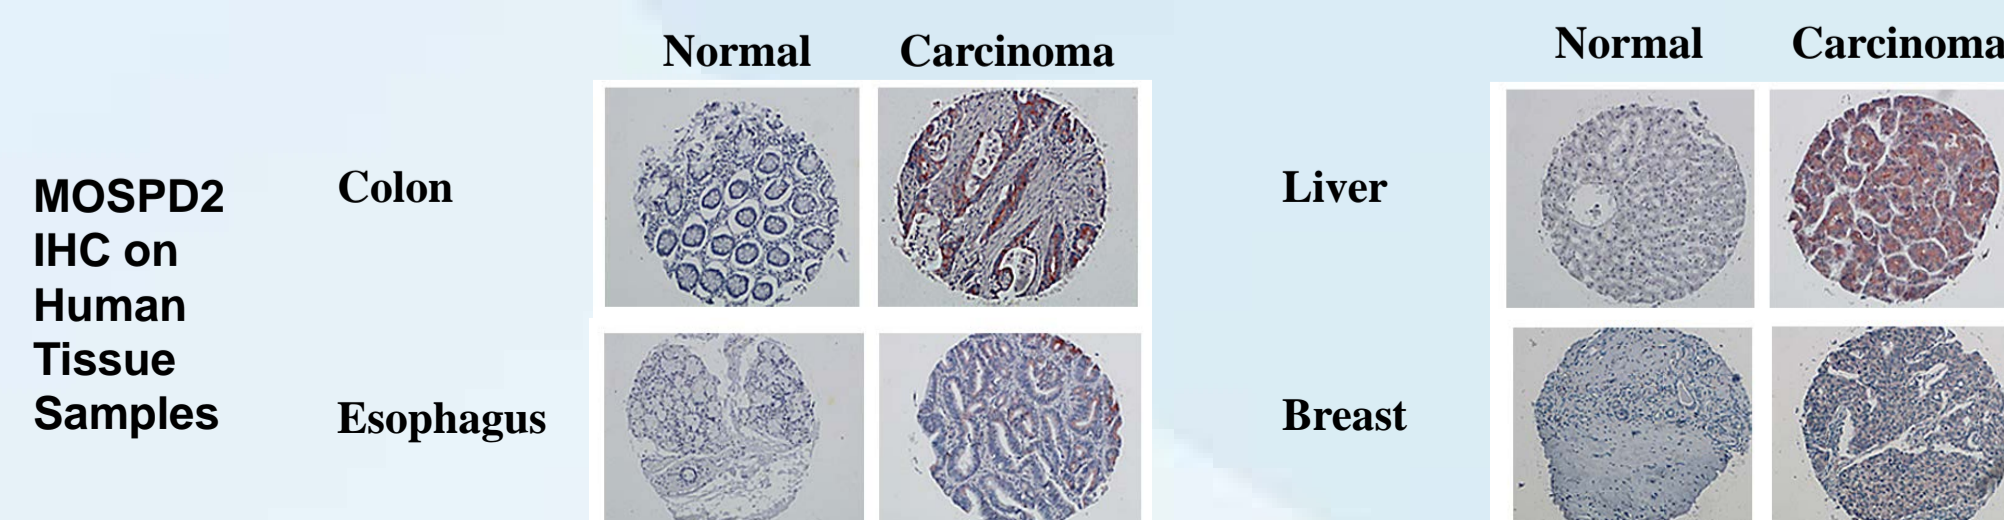 Normal Carcinoma
Normal Carcinoma
MOSPD2
IHC on
Human
Tissue
Samples
Colon
Liver
Esophagus
Breast